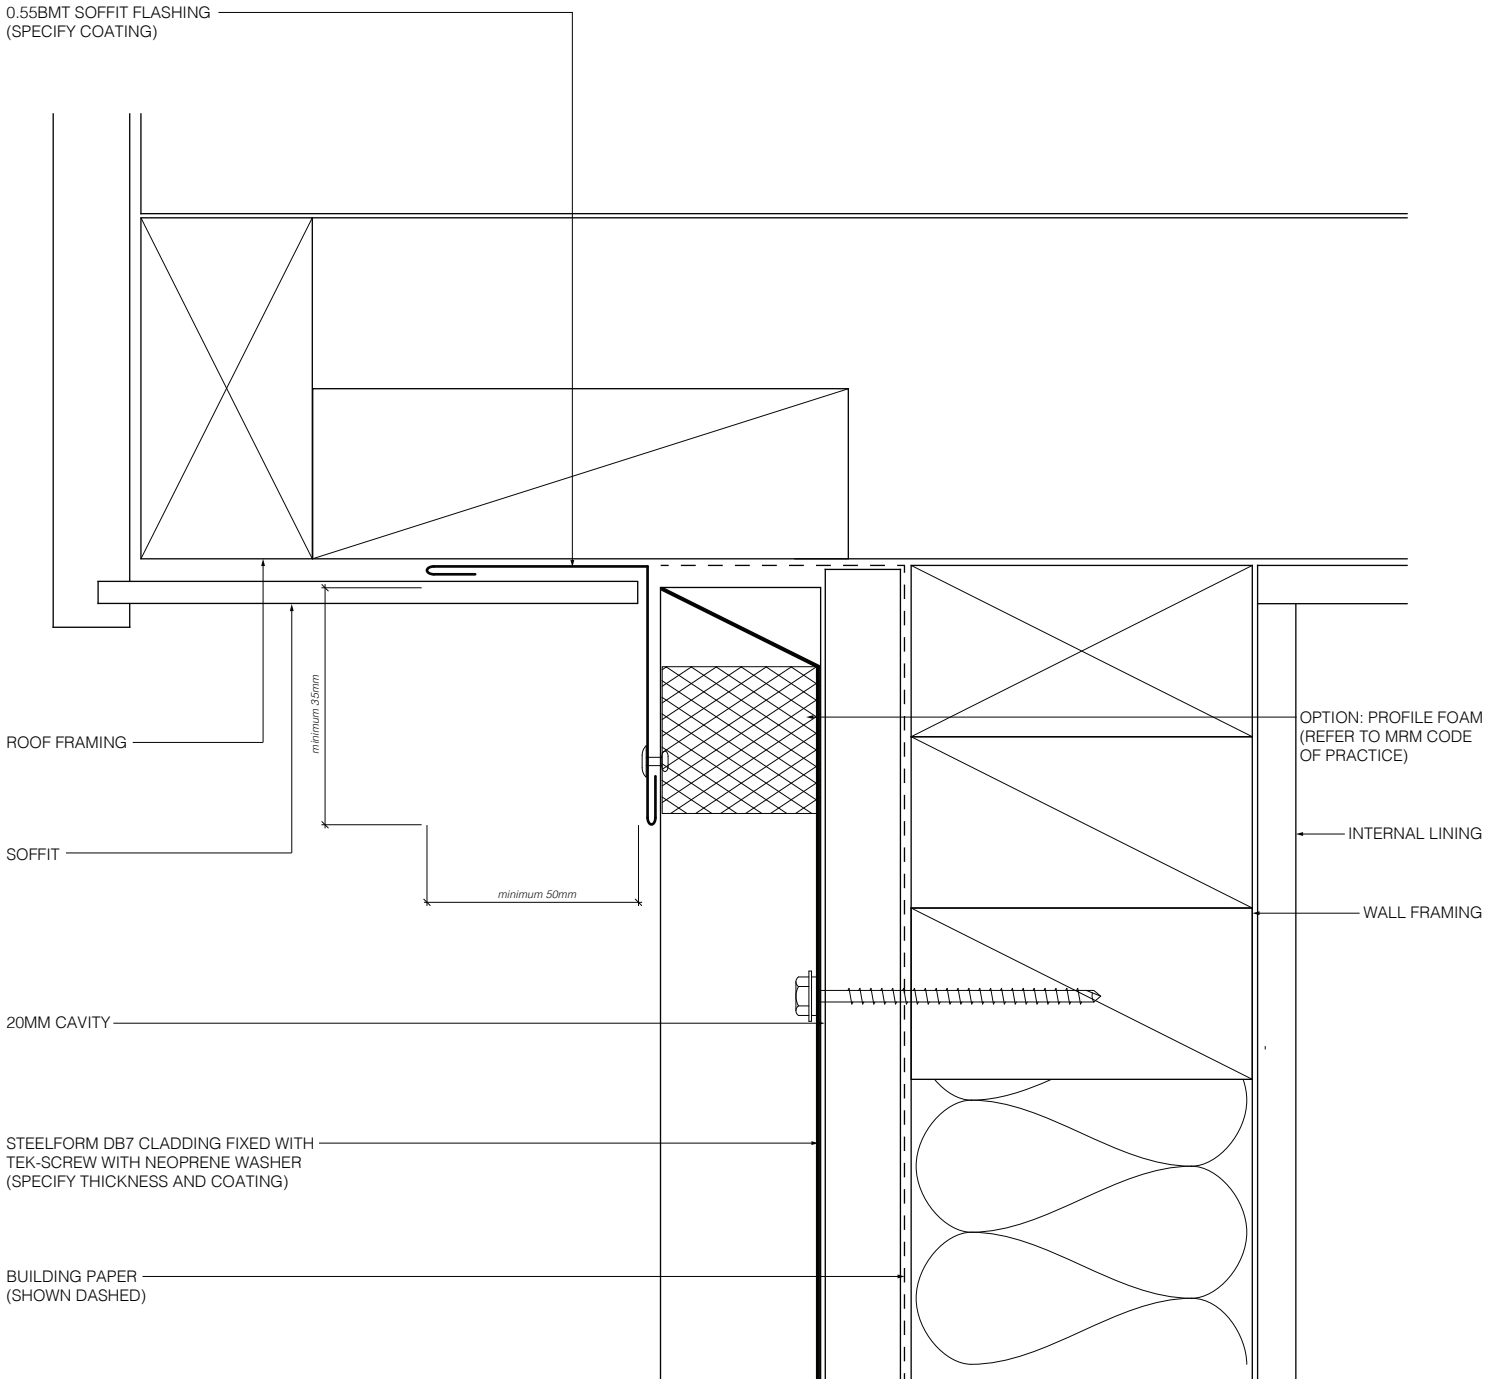 0.55BMT SOFFIT FLASHING
(SPECIFY COATING)
minimum 35mm
ROOF FRAMING
OPTION: PROFILE FOAM
(REFER TO MRM CODE
OF PRACTICE)
INTERNAL LINING
SOFFIT
minimum 50mm
WALL FRAMING
20MM CAVITY
STEELFORM DB7 CLADDING FIXED WITH
TEK-SCREW WITH NEOPRENE WASHER
(SPECIFY THICKNESS AND COATING)
BUILDING PAPER
(SHOWN DASHED)